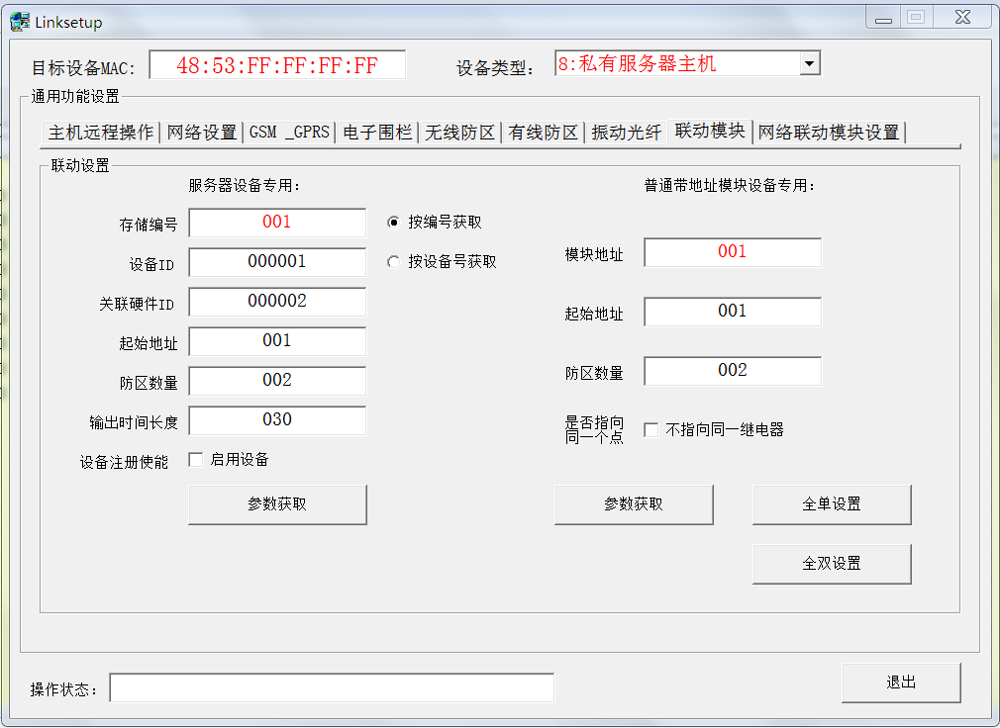 Linksetup
目标设备MAC: 48:53:FF:FF:FF:FF 设备类型: 8:私有服务器主机
通用功能设置
主机远程操作 网络设置 GSM _GPRS 电子围栏 无线防区 有线防区 振动光纤 联动模块 网络联动模块设置
联动设置
服务器设备专用: 普通带地址模块设备专用:
存储编号 001 按编号获取
模块地址 001
设备ID 000001 按设备号获取
关联硬件ID 000002
起始地址 001
起始地址 001
防区数量 002
防区数量 002
输出时间长度 030
是否指向
同一个点 不指向同一继电器
设备注册使能 启用设备
参数获取 参数获取 全单设置
全双设置
操作状态: 退出